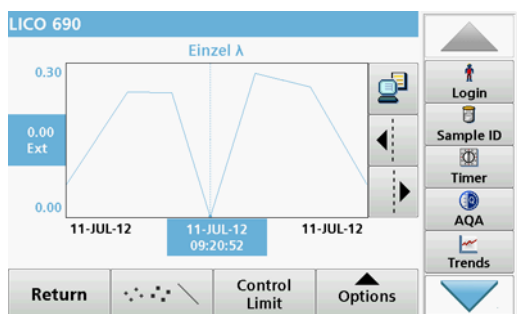 LICO 690
Einzel λ
0.30
0.00
Ext
0.00
11-JUL-12
11-JUL-12
09:20:52
11-JUL-12
Return
Control
Limit
Options
Login
Sample ID
Timer
AQA
Trends